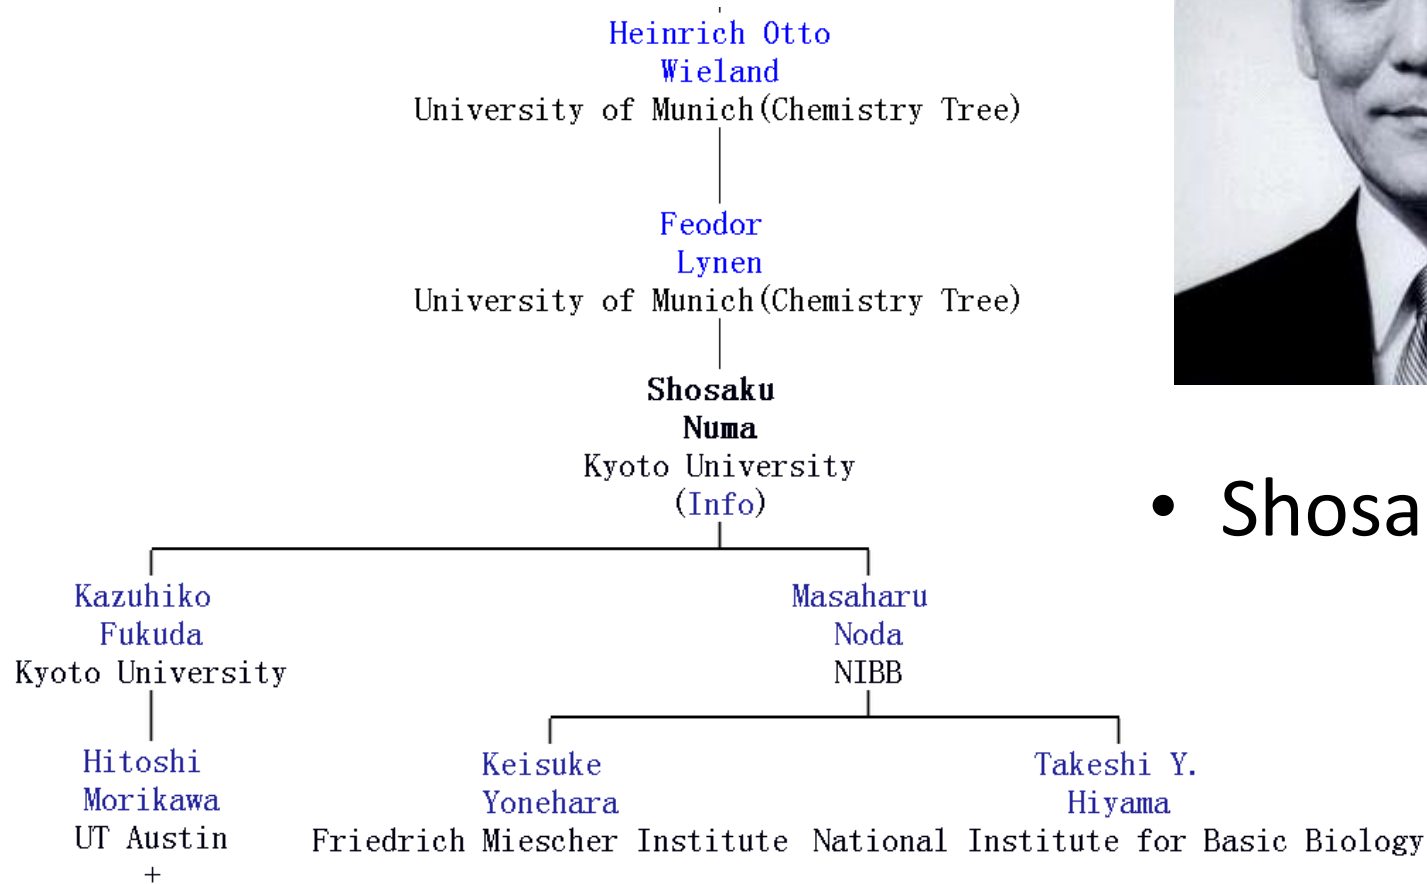 Heinrich Otto
Wieland
University of Munich(Chemistry Tree)
Feodor
Lynen
University of Munich(Chemistry Tree)
Shosaku
Numa
Kyoto University
(Info)
• Shosa
Kazuhiko
Fukuda
Kyoto University
Masaharu
Noda
NIBB
Hitoshi
Morikawa
UT Austin
+
Keisuke
Yonehara
Friedrich Miescher Institute
Takeshi Y.
Hiyama
National Institute for Basic Biology